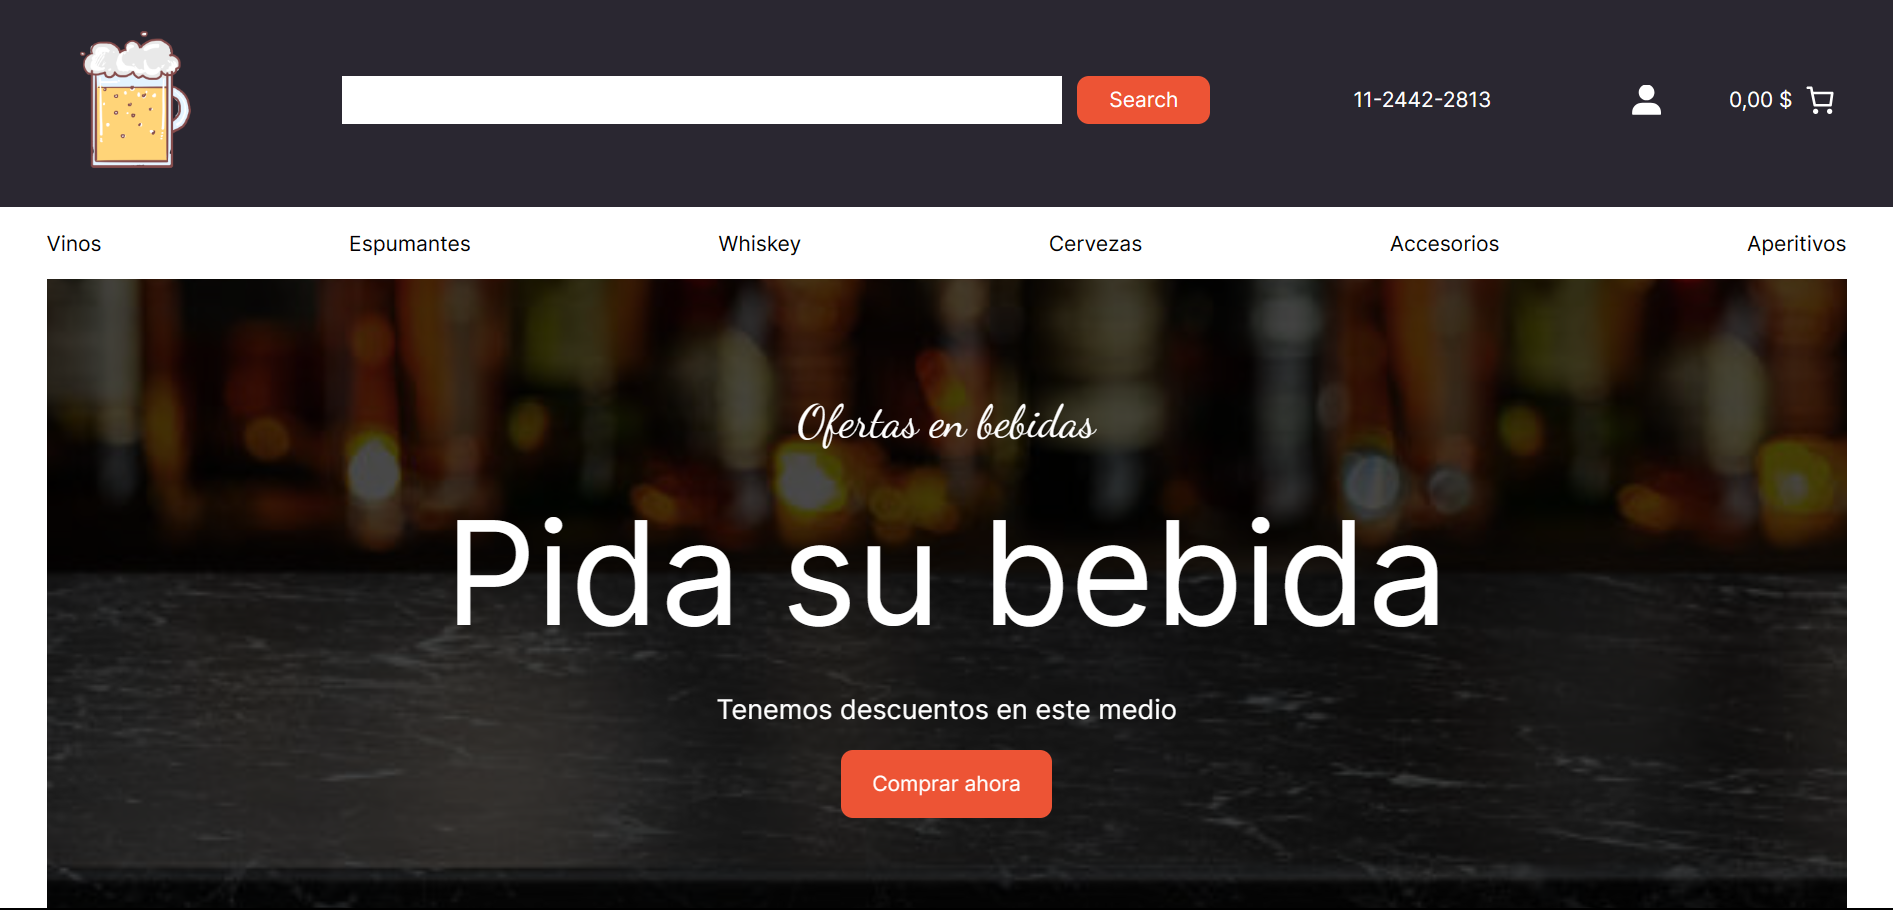 Search
11-2442-2813
0,00 $
Vinos
Espumantes
Whiskey
Cervezas
Accesorios
Aperitivos
Ofertas en bebidas
Pida su bebida
Tenemos descuentos en este medio
Comprar ahora